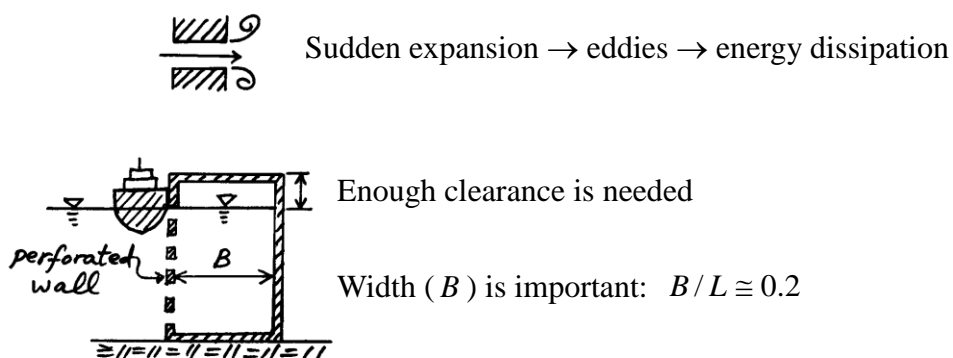 Sudden expansion → eddies → energy dissipation
Enough clearance is needed
perforated
wall
B
Width ( B ) is important: B / L ≅ 0.2